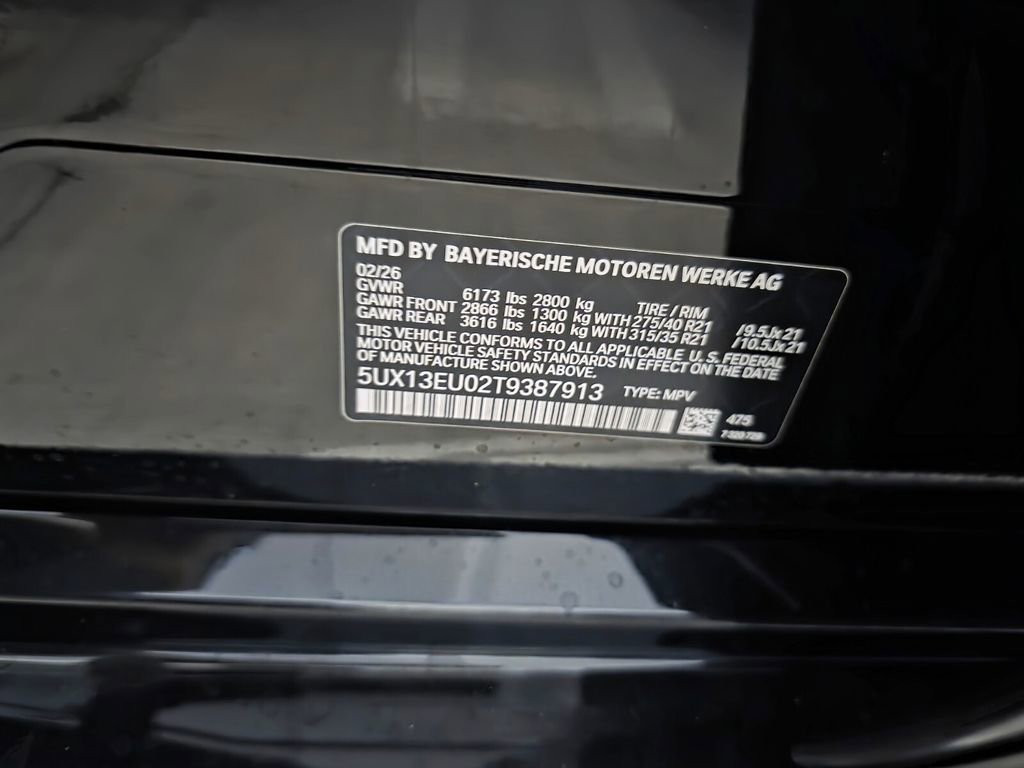 MFD BY BAYERISCHE MOTOREN WERKE AG
02/26
GVWR 6173 lbs 2800 kg TIRE / RIM
GAWR FRONT 2866 lbs 1300 kg WITH 275/40 R21 /9.5Jx21
GAWR REAR 3616 lbs 1640 kg WITH 315/35 R21 /10.5Jx21
THIS VEHICLE CONFORMS TO ALL APPLICABLE U.S. FEDERAL
MOTOR VEHICLE SAFETY STANDARDS IN EFFECT ON THE DATE
OF MANUFACTURE SHOWN ABOVE.
5UX13EU02T9387913 TYPE: MPV
475